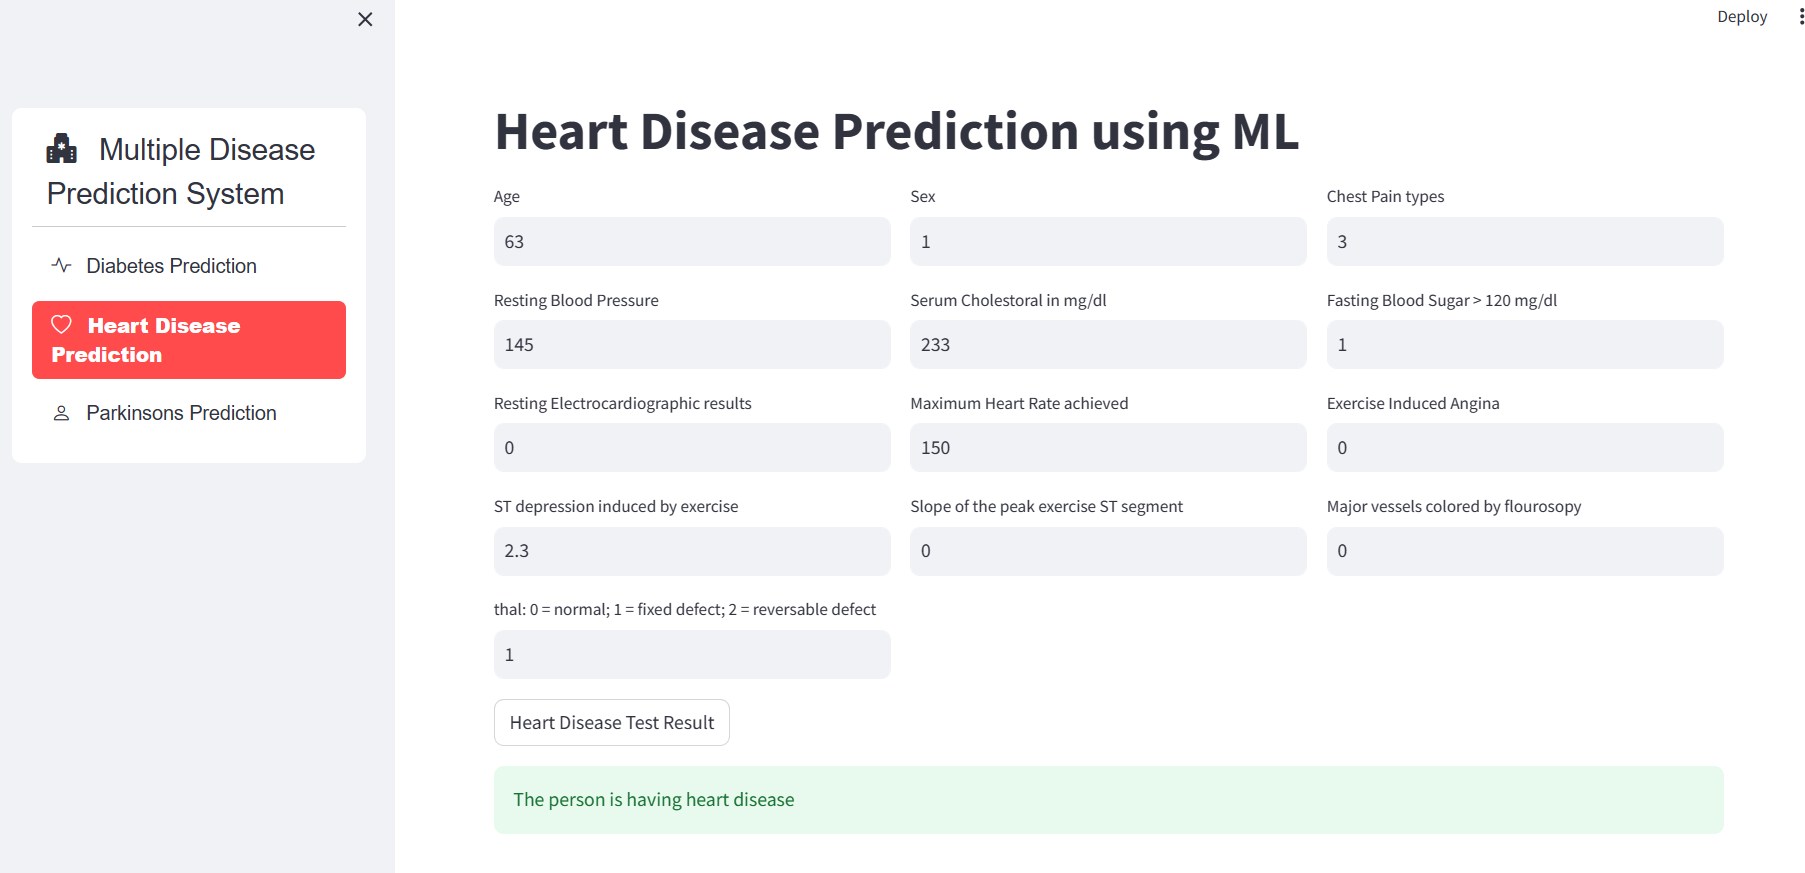 Deploy
Multiple Disease
Prediction System
Diabetes Prediction
Heart Disease
Prediction
Parkinsons Prediction
Heart Disease Prediction using ML
Age
Sex
Chest Pain types
63
1
3
Resting Blood Pressure
Serum Cholestoral in mg/dl
Fasting Blood Sugar > 120 mg/dl
145
233
1
Resting Electrocardiographic results
Maximum Heart Rate achieved
Exercise Induced Angina
0
150
0
ST depression induced by exercise
Slope of the peak exercise ST segment
Major vessels colored by flourosopy
2.3
0
0
thal: 0 = normal; 1 = fixed defect; 2 = reversable defect
1
Heart Disease Test Result
The person is having heart disease